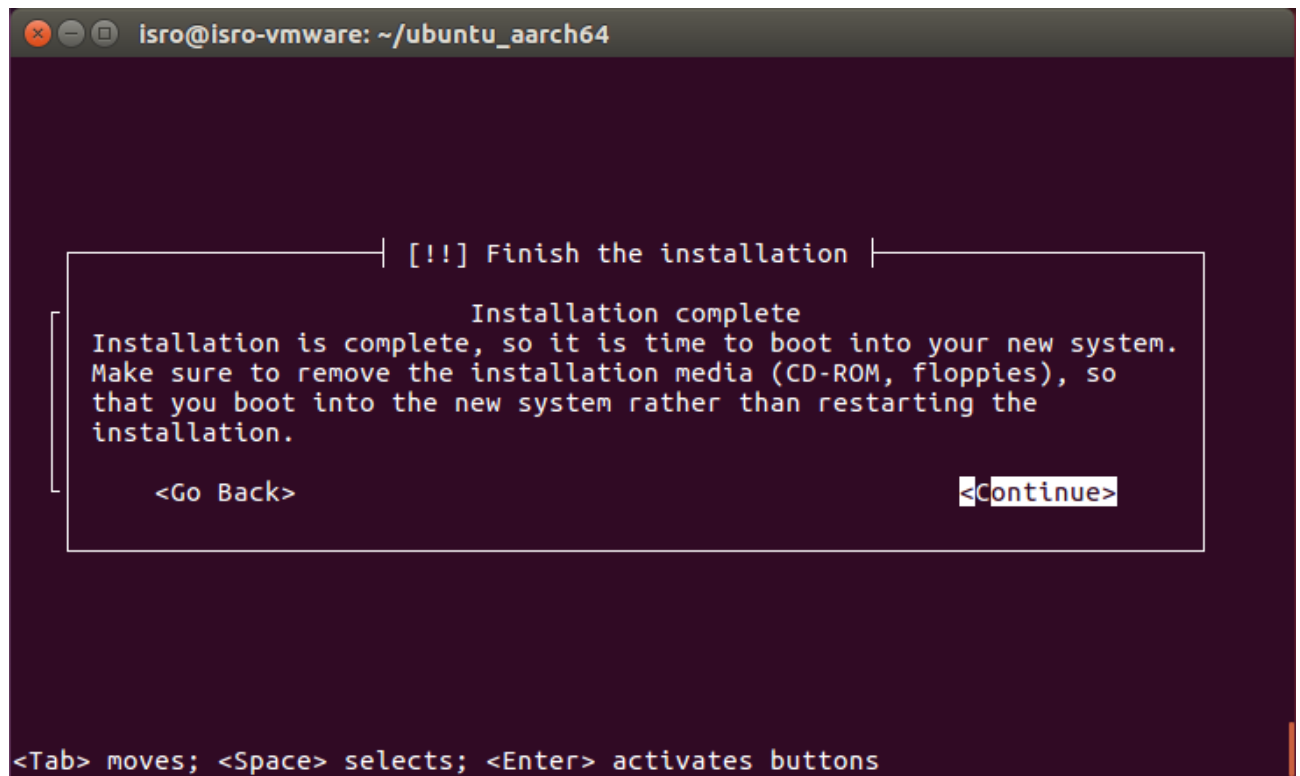 isro@isro-vmware: ~/ubuntu_aarch64
[!!] Finish the installation
Installation complete
Installation is complete, so it is time to boot into your new system.
Make sure to remove the installation media (CD-ROM, floppies), so
that you boot into the new system rather than restarting the
installation.
<Go Back> <Continue>
<Tab> moves; <Space> selects; <Enter> activates buttons